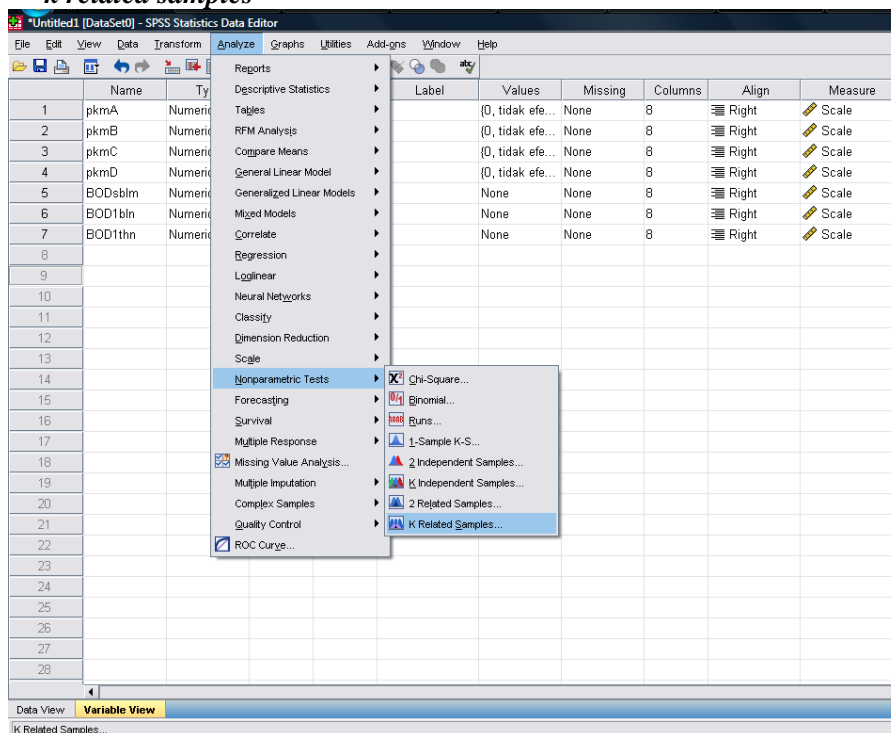 k related samples
*Untitled1 [DataSet0] - SPSS Statistics Data Editor
File Edit View Data Transform Analyze Graphs Utilities Add-ons Window Help
Name Ty Label Values Missing Columns Align Measure
1 pkmA Numeric {0, tidak efe... None 8 Right Scale
2 pkmB Numeric {0, tidak efe... None 8 Right Scale
3 pkmC Numeric {0, tidak efe... None 8 Right Scale
4 pkmD Numeric {0, tidak efe... None 8 Right Scale
5 BODsblm Numeric None None 8 Right Scale
6 BOD1bln Numeric None None 8 Right Scale
7 BOD1thn Numeric None None 8 Right Scale
8
9
10
11
12
13
14
15
16
17
18
19
20
21
22
23
24
25
26
27
28
Reports
Descriptive Statistics
Tables
RFM Analysis
Compare Means
General Linear Model
Generalized Linear Models
Mixed Models
Correlate
Regression
Loglinear
Neural Networks
Classify
Dimension Reduction
Scale
Nonparametric Tests
Forecasting
Survival
Multiple Response
Missing Value Analysis...
Multiple Imputation
Complex Samples
Quality Control
ROC Curve...
Chi-Square...
Binomial...
Runs...
1-Sample K-S...
2 Independent Samples...
K Independent Samples...
2 Related Samples...
K Related Samples...
Data View Variable View
K Related Samples...